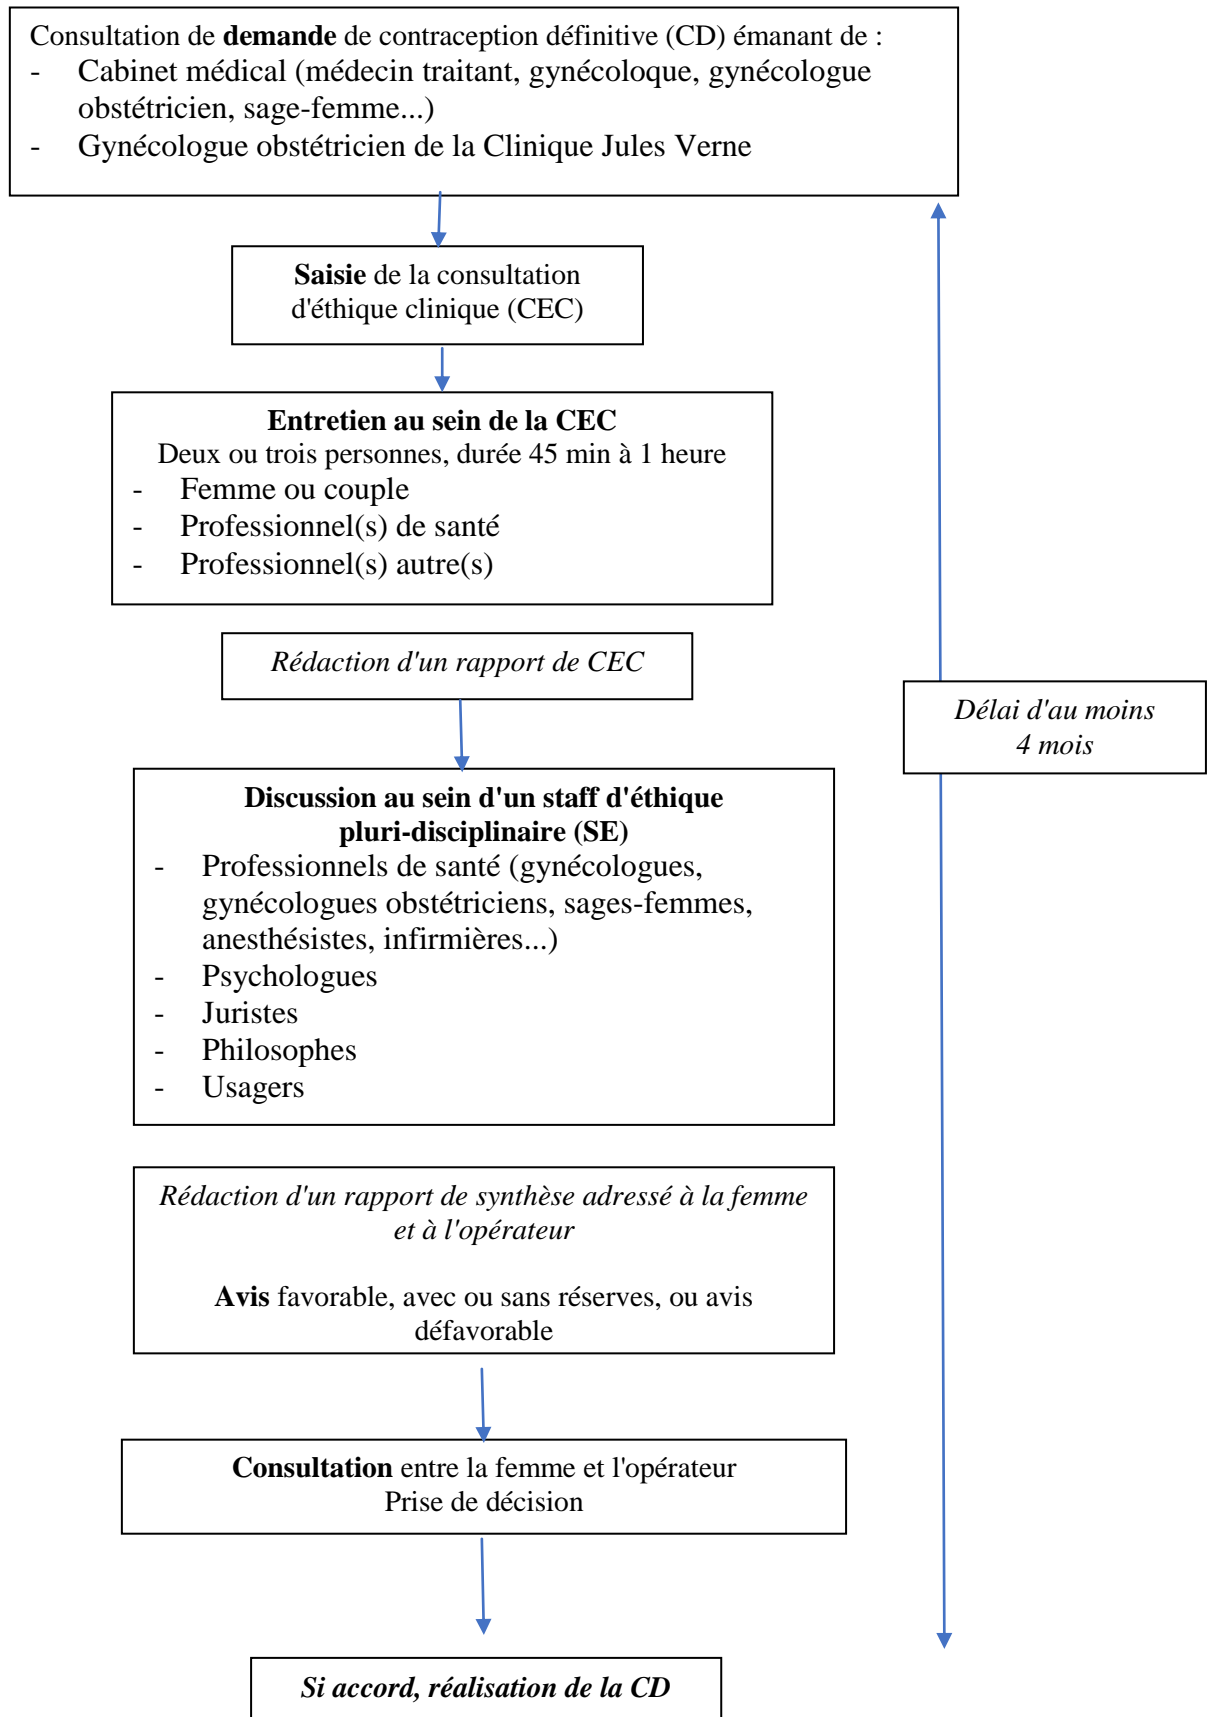 Consultation de demande de contraception définitive (CD) émanant de :
- Cabinet médical (médecin traitant, gynécoloque, gynécologue
obstétricien, sage-femme...)
- Gynécologue obstétricien de la Clinique Jules Verne
Saisie de la consultation
d'éthique clinique (CEC)
Entretien au sein de la CEC
Deux ou trois personnes, durée 45 min à 1 heure
- Femme ou couple
- Professionnel(s) de santé
- Professionnel(s) autre(s)
Rédaction d'un rapport de CEC
Délai d'au moins
4 mois
Discussion au sein d'un staff d'éthique
pluri-disciplinaire (SE)
- Professionnels de santé (gynécologues,
gynécologues obstétriciens, sages-femmes,
anesthésistes, infirmières...)
- Psychologues
- Juristes
- Philosophes
- Usagers
Rédaction d'un rapport de synthèse adressé à la femme
et à l'opérateur
Avis favorable, avec ou sans réserves, ou avis
défavorable
Consultation entre la femme et l'opérateur
Prise de décision
Si accord, réalisation de la CD